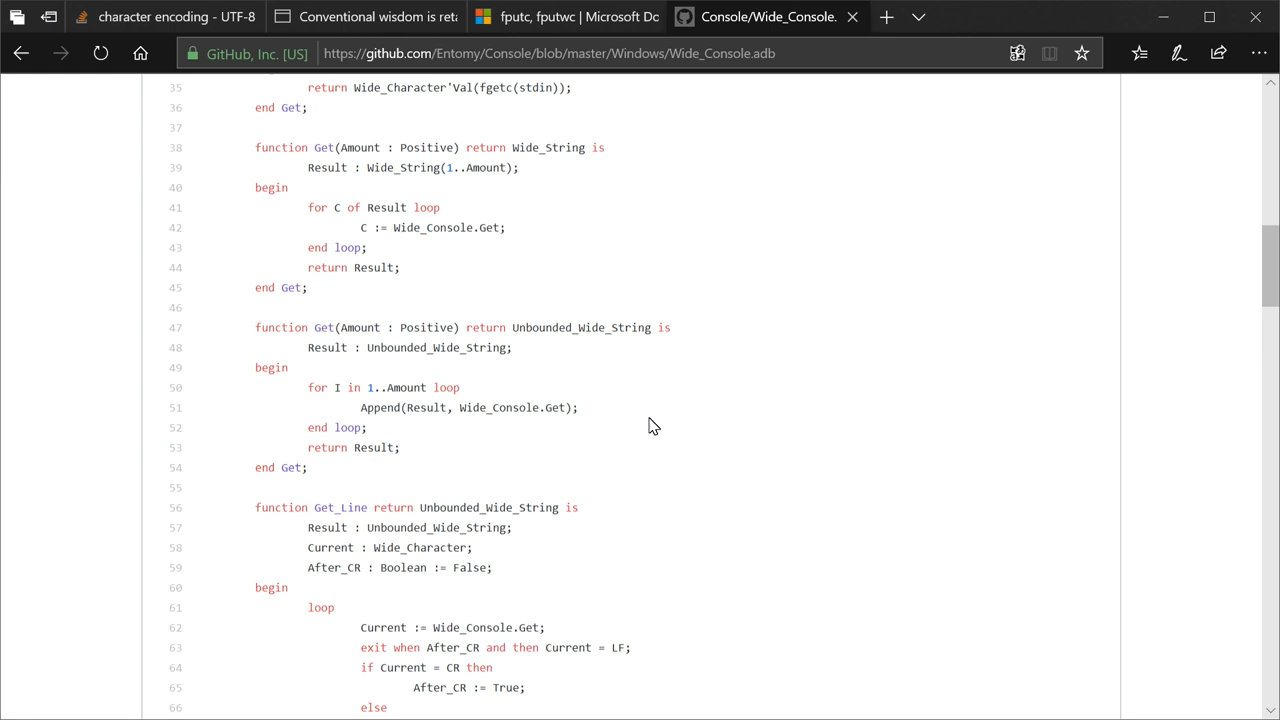 character encoding - UTF-8
Conventional wisdom is reta
fputc, fputwc | Microsoft Do
Console/Wide_Console.
GitHub, Inc. [US]
https://github.com/Entomy/Console/blob/master/Windows/Wide_Console.adb
35 return Wide_Character'Val(fgetc(stdin));
36 end Get;
37
38 function Get(Amount : Positive) return Wide_String is
39 Result : Wide_String(1..Amount);
40 begin
41 for C of Result loop
42 C := Wide_Console.Get;
43 end loop;
44 return Result;
45 end Get;
46
47 function Get(Amount : Positive) return Unbounded_Wide_String is
48 Result : Unbounded_Wide_String;
49 begin
50 for I in 1..Amount loop
51 Append(Result, Wide_Console.Get);
52 end loop;
53 return Result;
54 end Get;
55
56 function Get_Line return Unbounded_Wide_String is
57 Result : Unbounded_Wide_String;
58 Current : Wide_Character;
59 After_CR : Boolean := False;
60 begin
61 loop
62 Current := Wide_Console.Get;
63 exit when After_CR and then Current = LF;
64 if Current = CR then
65 After_CR := True;
66 else